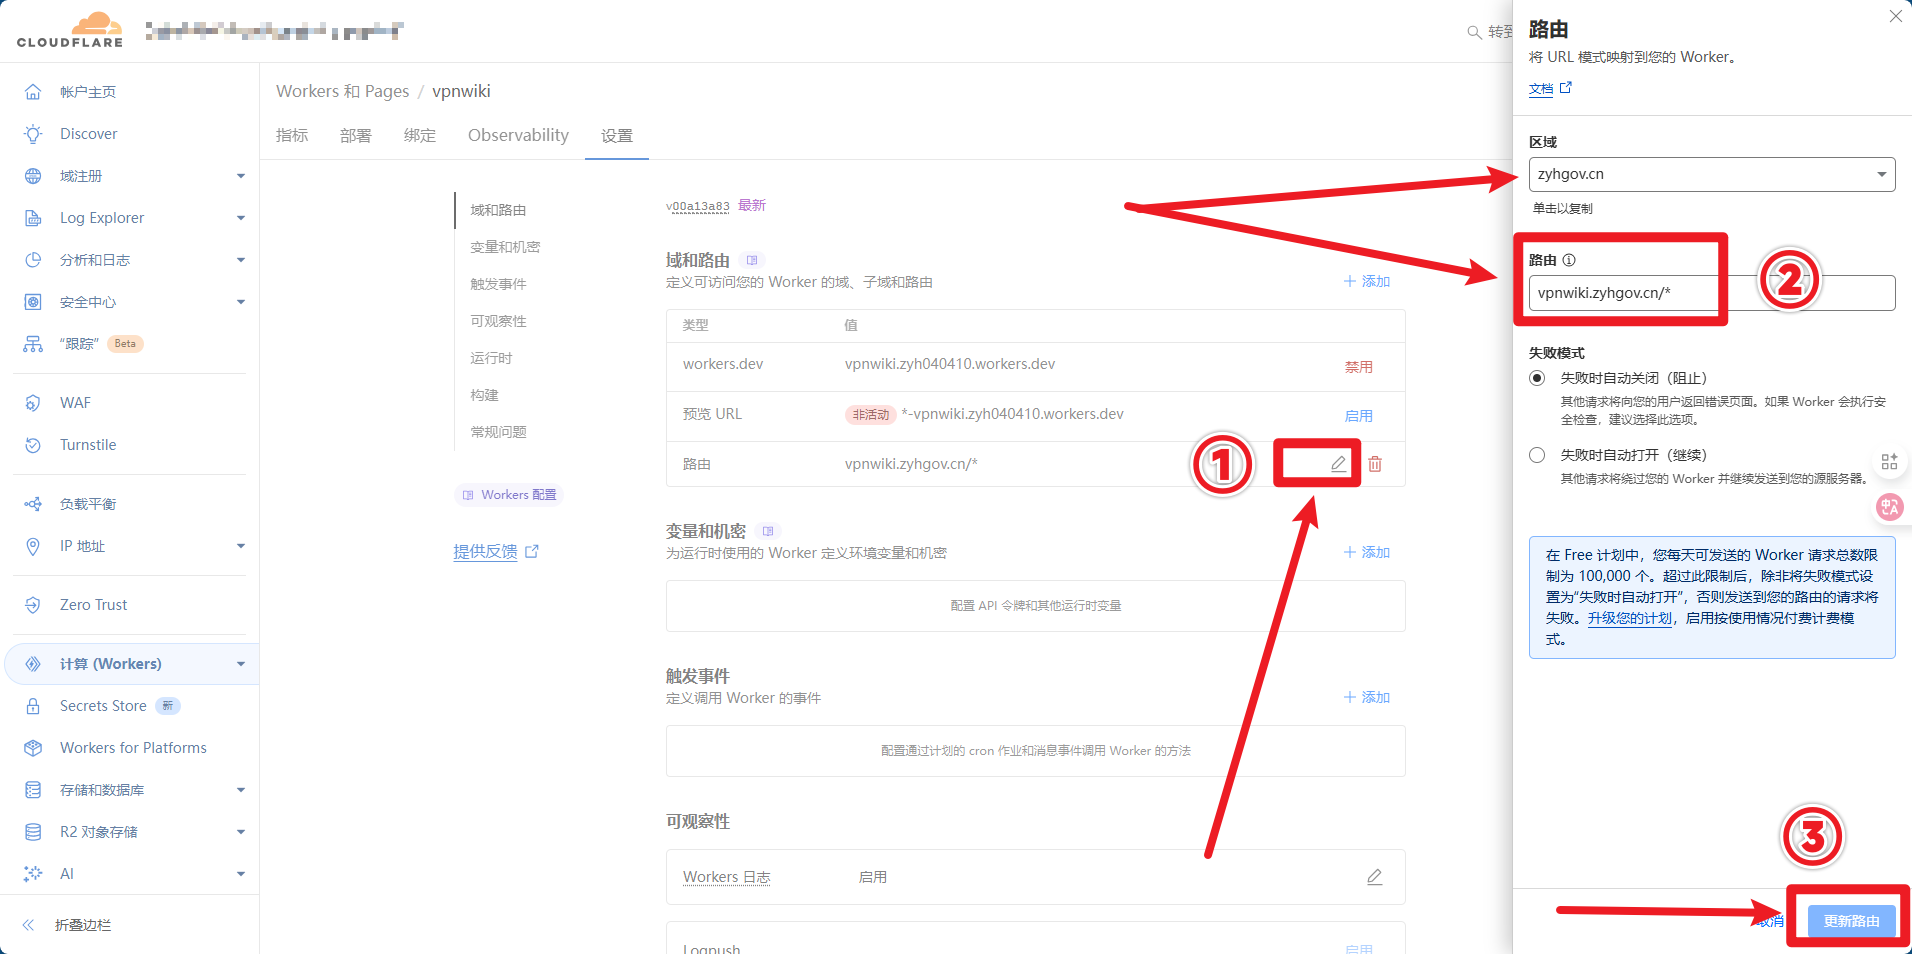 CLOUDFLARE
转到
帐户主页
Discover
域注册
Log Explorer
分析和日志
安全中心
“跟踪” Beta
WAF
Turnstile
负载平衡
IP 地址
Zero Trust
计算 (Workers)
Secrets Store 新
Workers for Platforms
存储和数据库
R2 对象存储
AI
折叠边栏
Workers 和 Pages / vpnwiki
指标 部署 绑定 Observability 设置
域和路由
变量和机密
触发事件
可观察性
运行时
构建
常规问题
Workers 配置
提供反馈
v00a13a83 最新
域和路由
定义可访问您的 Worker 的域、子域和路由
添加
类型 值
workers.dev vpnwiki.zyh040410.workers.dev 禁用
预览 URL 非活动 *-vpnwiki.zyh040410.workers.dev 启用
路由 vpnwiki.zyhgov.cn/*
①
变量和机密
为运行时使用的 Worker 定义环境变量和机密
添加
配置 API 令牌和其他运行时变量
触发事件
定义调用 Worker 的事件
添加
配置通过计划的 cron 作业和消息事件调用 Worker 的方法
可观察性
Workers 日志 启用
Logpush 启用
路由
将 URL 模式映射到您的 Worker。
文档
区域
zyhgov.cn
单击以复制
路由
vpnwiki.zyhgov.cn/*
②
失败模式
失败时自动关闭（阻止）
其他请求将向您的用户返回错误页面。如果 Worker 会执行安
全检查，建议选择此选项。
失败时自动打开（继续）
其他请求将绕过您的 Worker 并继续发送到您的源服务器。
在 Free 计划中，您每天可发送的 Worker 请求总数限
制为 100,000 个。超过此限制后，除非将失败模式设
置为“失败时自动打开”，否则发送到您的路由的请求将
失败。升级您的计划，启用按使用情况付费计费模
式。
③
取消
更新路由